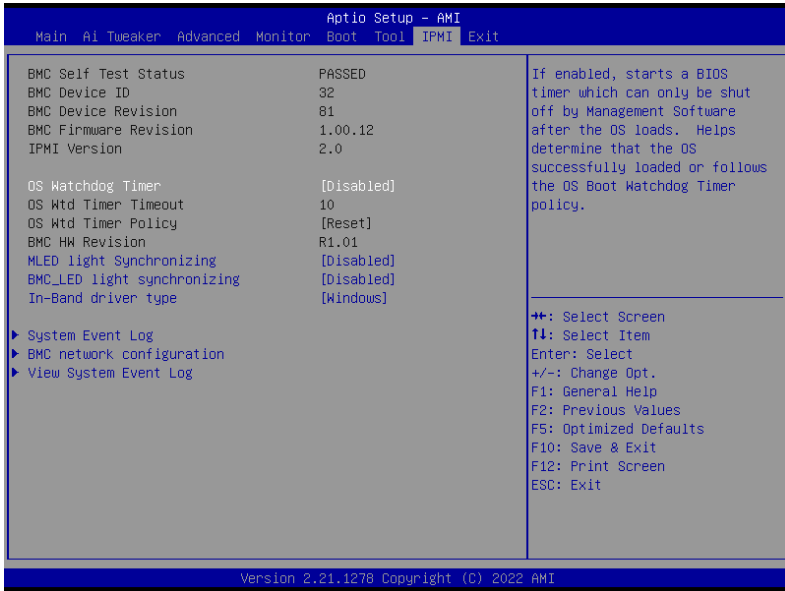 Aptio Setup – AMI
Main Ai Tweaker Advanced Monitor Boot Tool IPMI Exit
BMC Self Test Status PASSED
BMC Device ID 32
BMC Device Revision 81
BMC Firmware Revision 1.00.12
IPMI Version 2.0
OS Watchdog Timer [Disabled]
OS Wtd Timer Timeout 10
OS Wtd Timer Policy [Reset]
BMC HW Revision R1.01
MLED light Synchronizing [Disabled]
BMC_LED light synchronizing [Disabled]
In-Band driver type [Windows]
▶ System Event Log
▶ BMC network configuration
▶ View System Event Log
If enabled, starts a BIOS
timer which can only be shut
off by Management Software
after the OS loads. Helps
determine that the OS
successfully loaded or follows
the OS Boot Watchdog Timer
policy.
→←: Select Screen
↑↓: Select Item
Enter: Select
+/-: Change Opt.
F1: General Help
F2: Previous Values
F5: Optimized Defaults
F10: Save & Exit
F12: Print Screen
ESC: Exit
Version 2.21.1278 Copyright (C) 2022 AMI